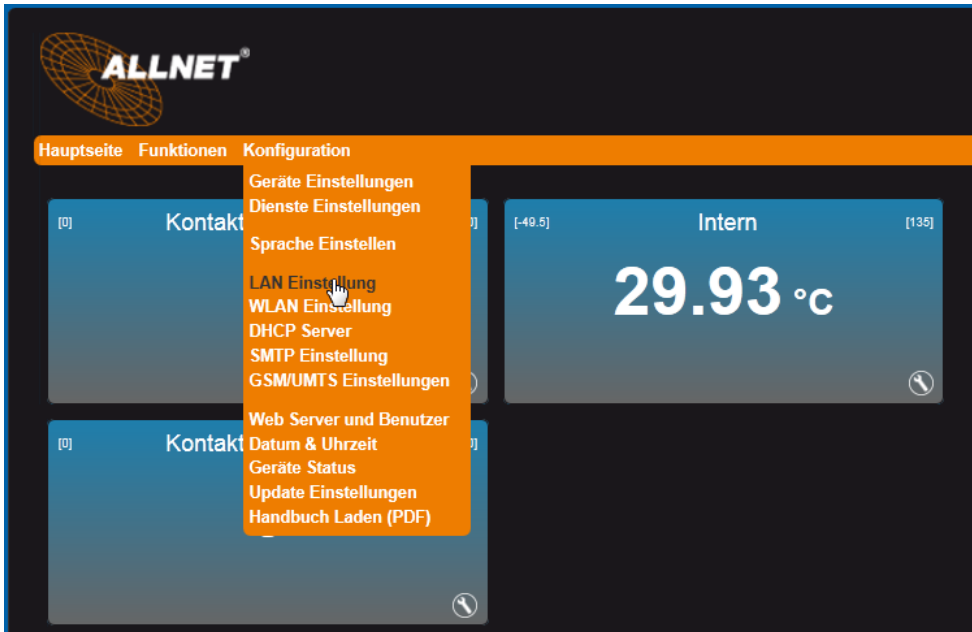 ALLNET®
Hauptseite Funktionen Konfiguration
Geräte Einstellungen
Dienste Einstellungen
Sprache Einstellen
LAN Einstellung
WLAN Einstellung
DHCP Server
SMTP Einstellung
GSM/UMTS Einstellungen
Web Server und Benutzer
Datum & Uhrzeit
Geräte Status
Update Einstellungen
Handbuch Laden (PDF)
[0] Kontakt
[-49.5] Intern [135]
29.93 °C
[0] Kontakt